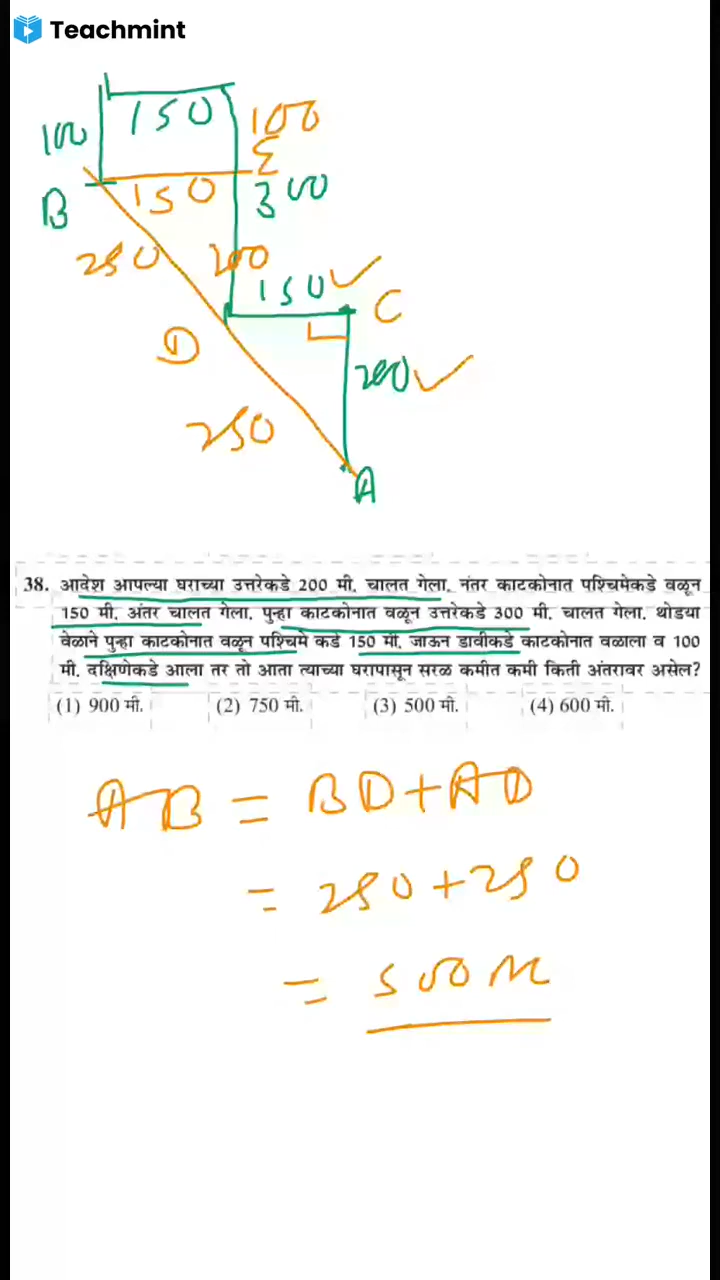 Teachmint
150
100
100
E
150
300
B
250
200
150
C
D
200
250
A
38. आदेश आपल्या घराच्या उत्तरेकडे 200 मी. चालत गेला. नंतर काटकोनात पश्चिमेकडे वळून
150 मी. अंतर चालत गेला. पुन्हा काटकोनात वळून उत्तरेकडे 300 मी. चालत गेला. थोडया
वेळाने पुन्हा काटकोनात वळून पश्चिमे कडे 150 मी. जाऊन डावीकडे काटकोनात वळाला व 100
मी. दक्षिणेकडे आला तर तो आता त्याच्या घरापासून सरळ कमीत कमी किती अंतरावर असेल?
(1) 900 मी. (2) 750 मी. (3) 500 मी. (4) 600 मी.
AB = BD + AD
= 250 + 250
= 500 M